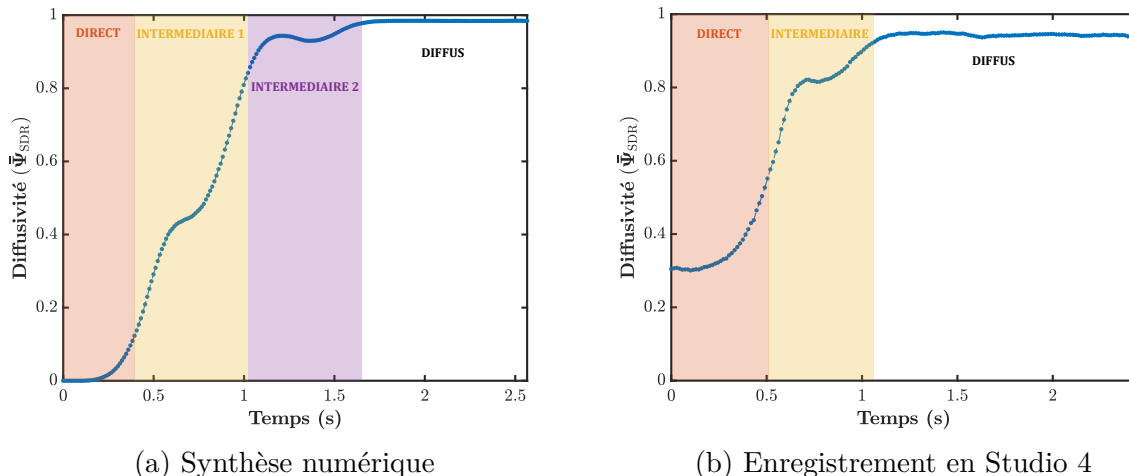 1
0.8
0.6
0.4
0.2
0
Diffusivité (Ψ̄SDR)
DIRECT
INTERMEDIAIRE 1
INTERMEDIAIRE 2
DIFFUS
0 0.5 1 1.5 2 2.5
Temps (s)
(a) Synthèse numérique
1
0.8
0.6
0.4
0.2
0
Diffusivité (Ψ̄SDR)
DIRECT
INTERMEDIAIRE
DIFFUS
0 0.5 1 1.5 2
Temps (s)
(b) Enregistrement en Studio 4